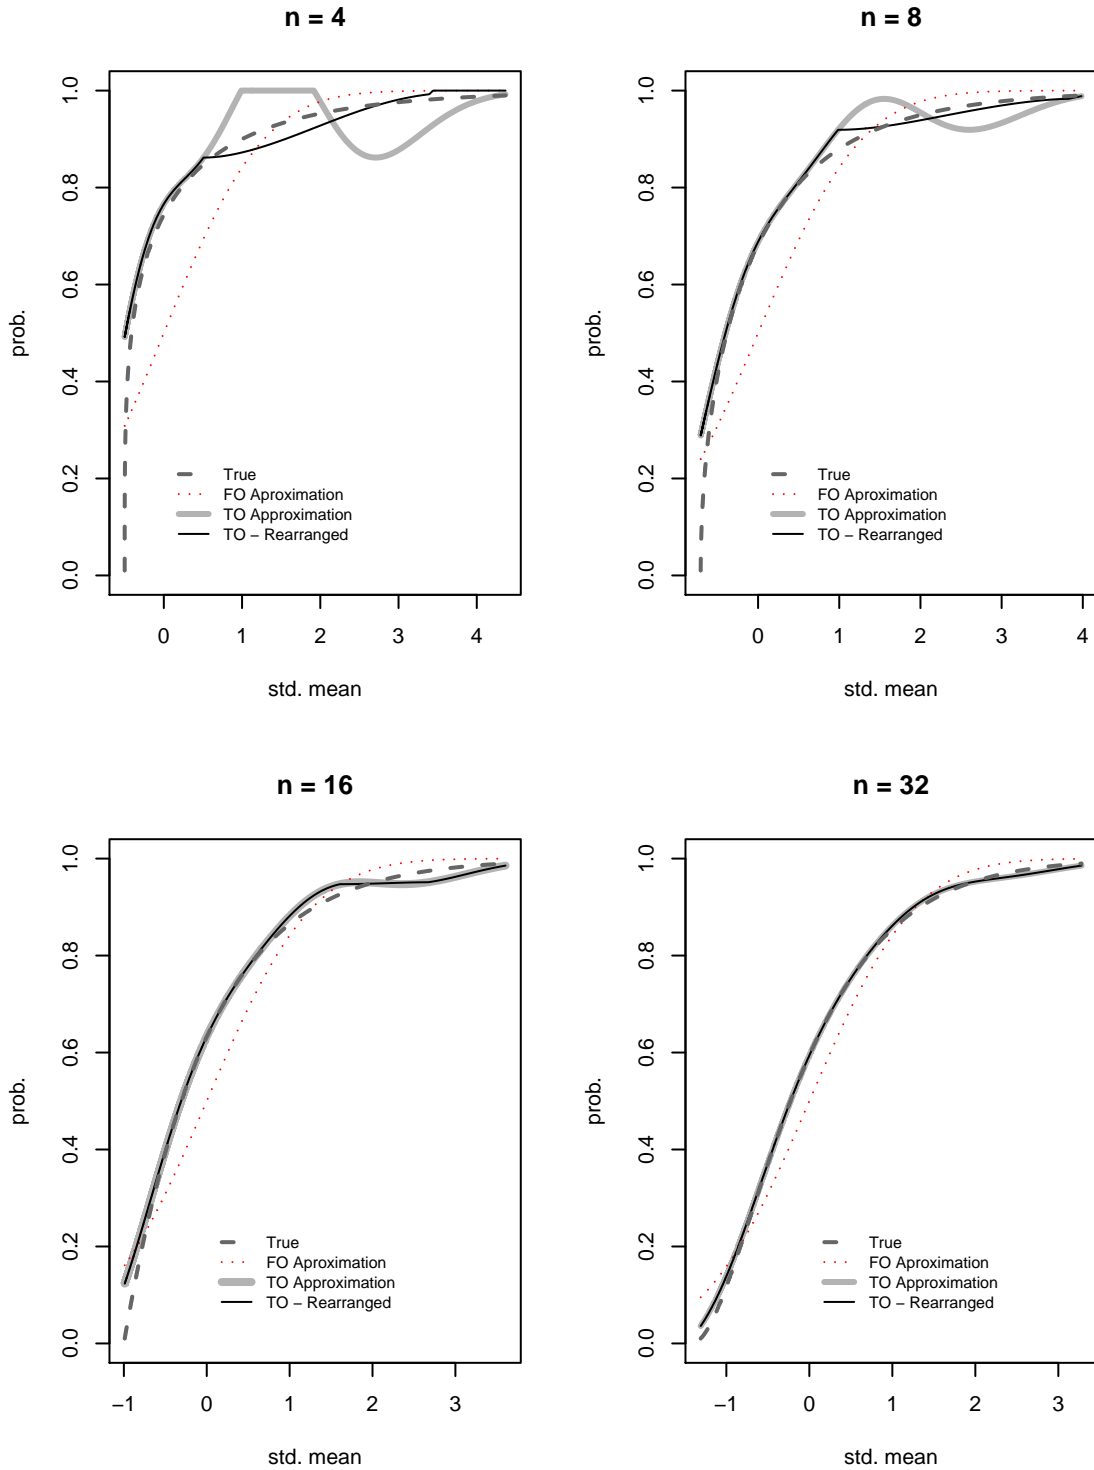 n = 4
prob.
1.0
0.8
0.6
0.4
0.2
0.0
True
FO Aproximation
TO Approximation
TO − Rearranged
0 1 2 3 4
std. mean
n = 8
prob.
1.0
0.8
0.6
0.4
0.2
0.0
True
FO Aproximation
TO Approximation
TO − Rearranged
0 1 2 3 4
std. mean
n = 16
prob.
1.0
0.8
0.6
0.4
0.2
0.0
True
FO Aproximation
TO Approximation
TO − Rearranged
−1 0 1 2 3
std. mean
n = 32
prob.
1.0
0.8
0.6
0.4
0.2
0.0
True
FO Aproximation
TO Approximation
TO − Rearranged
−1 0 1 2 3
std. mean